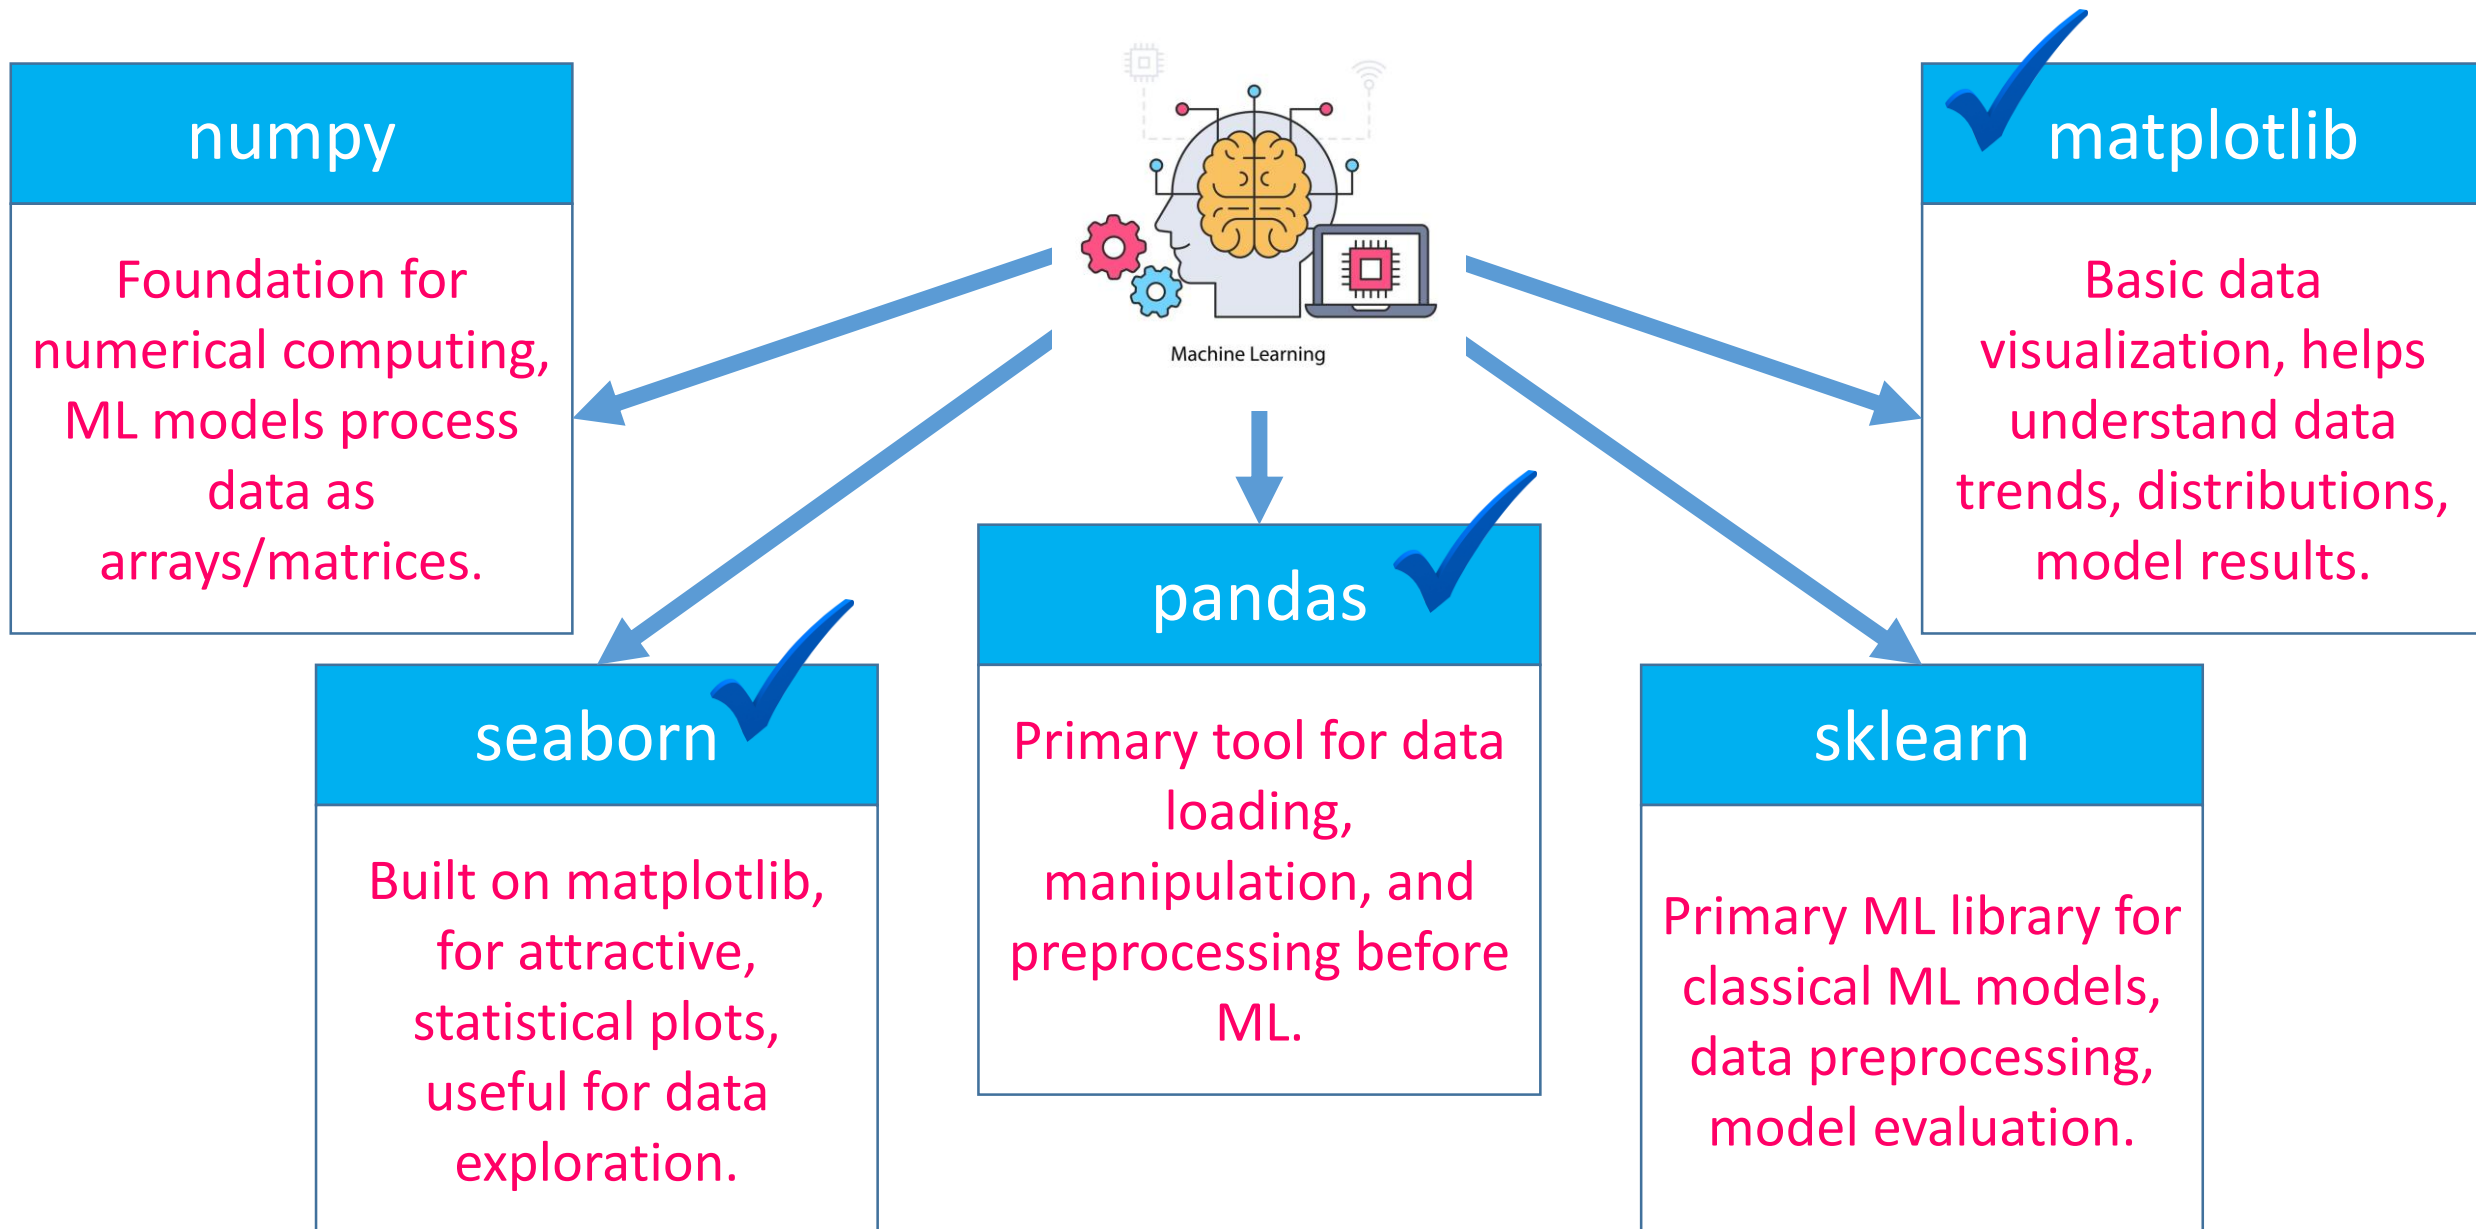 Machine Learning
numpy
Foundation for
numerical computing,
ML models process
data as
arrays/matrices.
seaborn
Built on matplotlib,
for attractive,
statistical plots,
useful for data
exploration.
pandas
Primary tool for data
loading,
manipulation, and
preprocessing before
ML.
sklearn
Primary ML library for
classical ML models,
data preprocessing,
model evaluation.
matplotlib
Basic data
visualization, helps
understand data
trends, distributions,
model results.